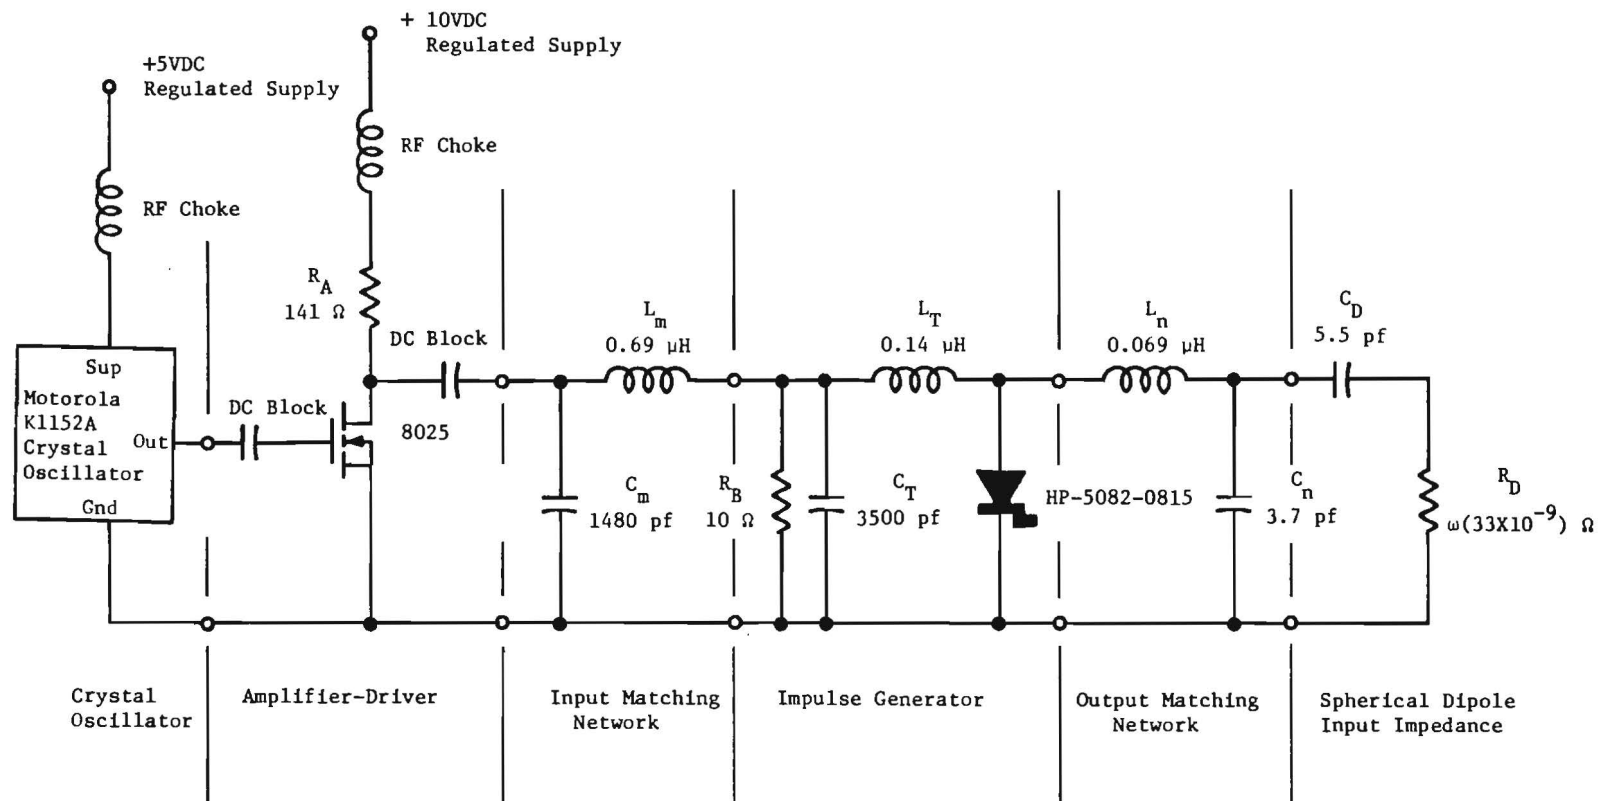 + 10VDC
Regulated Supply
+5VDC
Regulated Supply
RF Choke
RF Choke
R_A
141 Ω
DC Block
L_m
0.69 μH
L_T
0.14 μH
L_n
0.069 μH
C_D
5.5 pf
Sup
Motorola
K1152A
Crystal
Oscillator
Out
Gnd
DC Block
8025
C_m
1480 pf
R_B
10 Ω
C_T
3500 pf
HP-5082-0815
C_n
3.7 pf
R_D
ω(33X10⁻⁹) Ω
Crystal
Oscillator
Amplifier-Driver
Input Matching
Network
Impulse Generator
Output Matching
Network
Spherical Dipole
Input Impedance